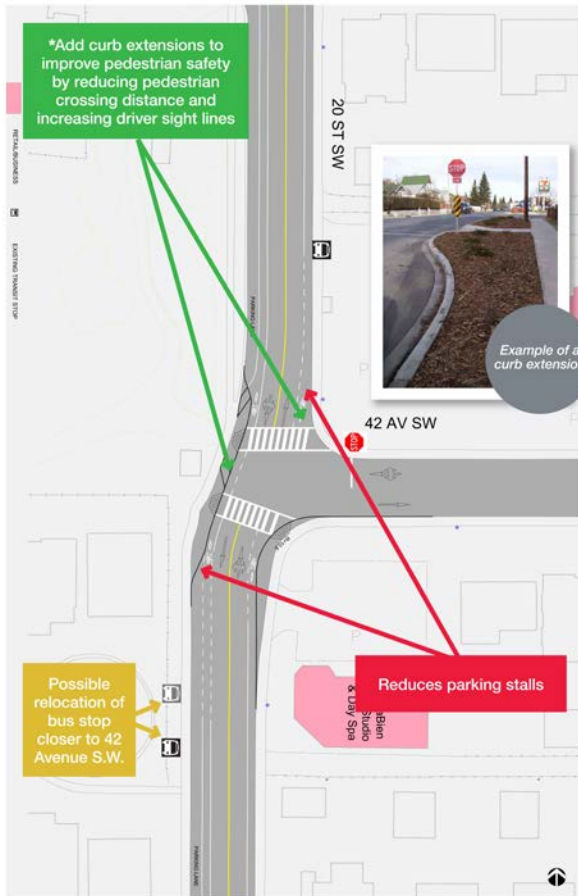 *Add curb extensions to
improve pedestrian safety
by reducing pedestrian
crossing distance and
increasing driver sight lines
20 ST SW
RETAIL/BUSINESS
EXISTING TRANSIT STOP
STOP
Example of a
curb extension
PARKING LANE
42 AV SW
STOP
Possible
relocation of
bus stop
closer to 42
Avenue S.W.
Reduces parking stalls
aBien
Studio
& Day Spa
PARKING LANE